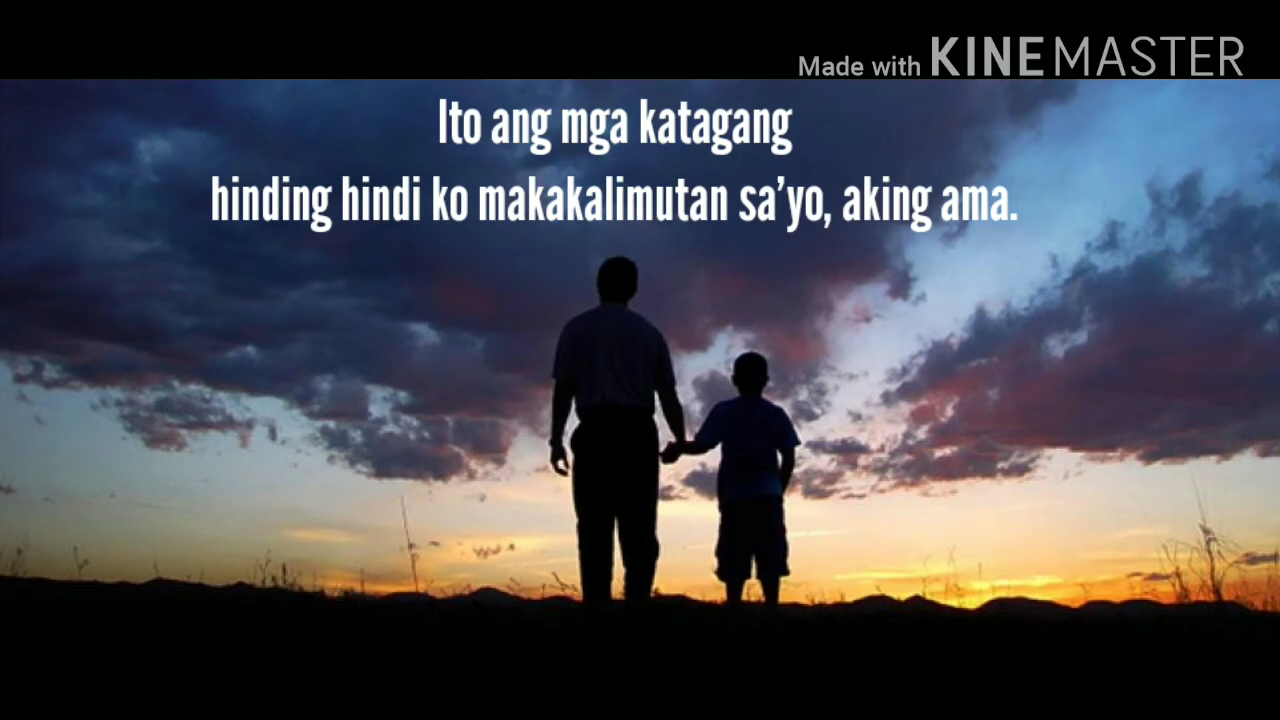 Made with KINEMASTER
Ito ang mga katagang
hinding hindi ko makakalimutan sa'yo, aking ama.